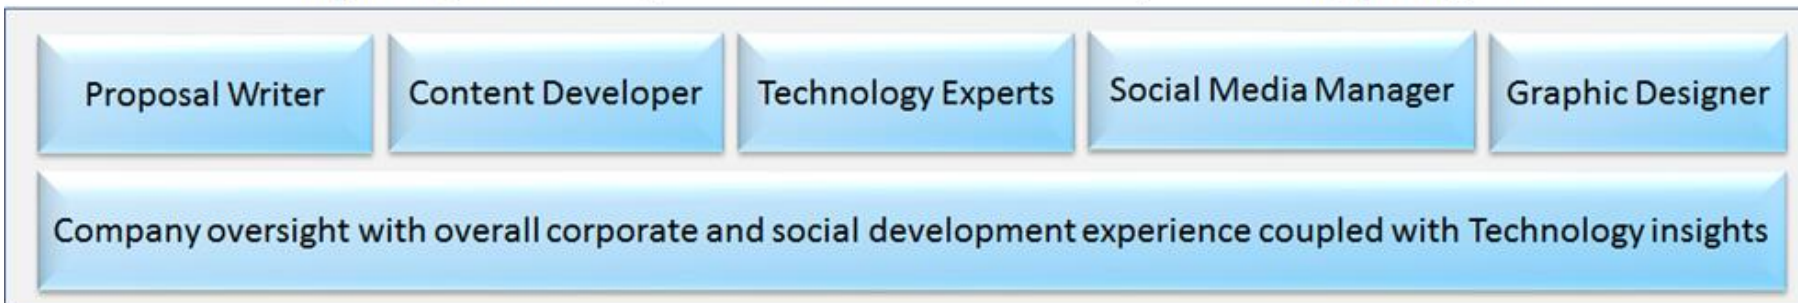 Proposal Writer
Content Developer
Technology Experts
Social Media Manager
Graphic Designer
Company oversight with overall corporate and social development experience coupled with Technology insights